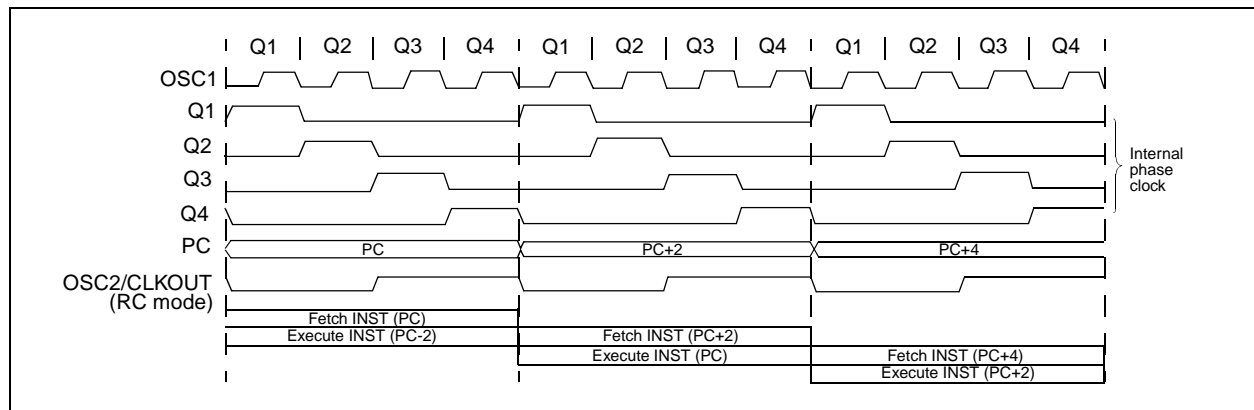 Q1 Q2 Q3 Q4 Q1 Q2 Q3 Q4 Q1 Q2 Q3 Q4
OSC1
Q1
Q2
Internal
phase
clock
Q3
Q4
PC PC PC+2 PC+4
OSC2/CLKOUT
(RC mode)
Fetch INST (PC)
Execute INST (PC-2) Fetch INST (PC+2)
Execute INST (PC) Fetch INST (PC+4)
Execute INST (PC+2)